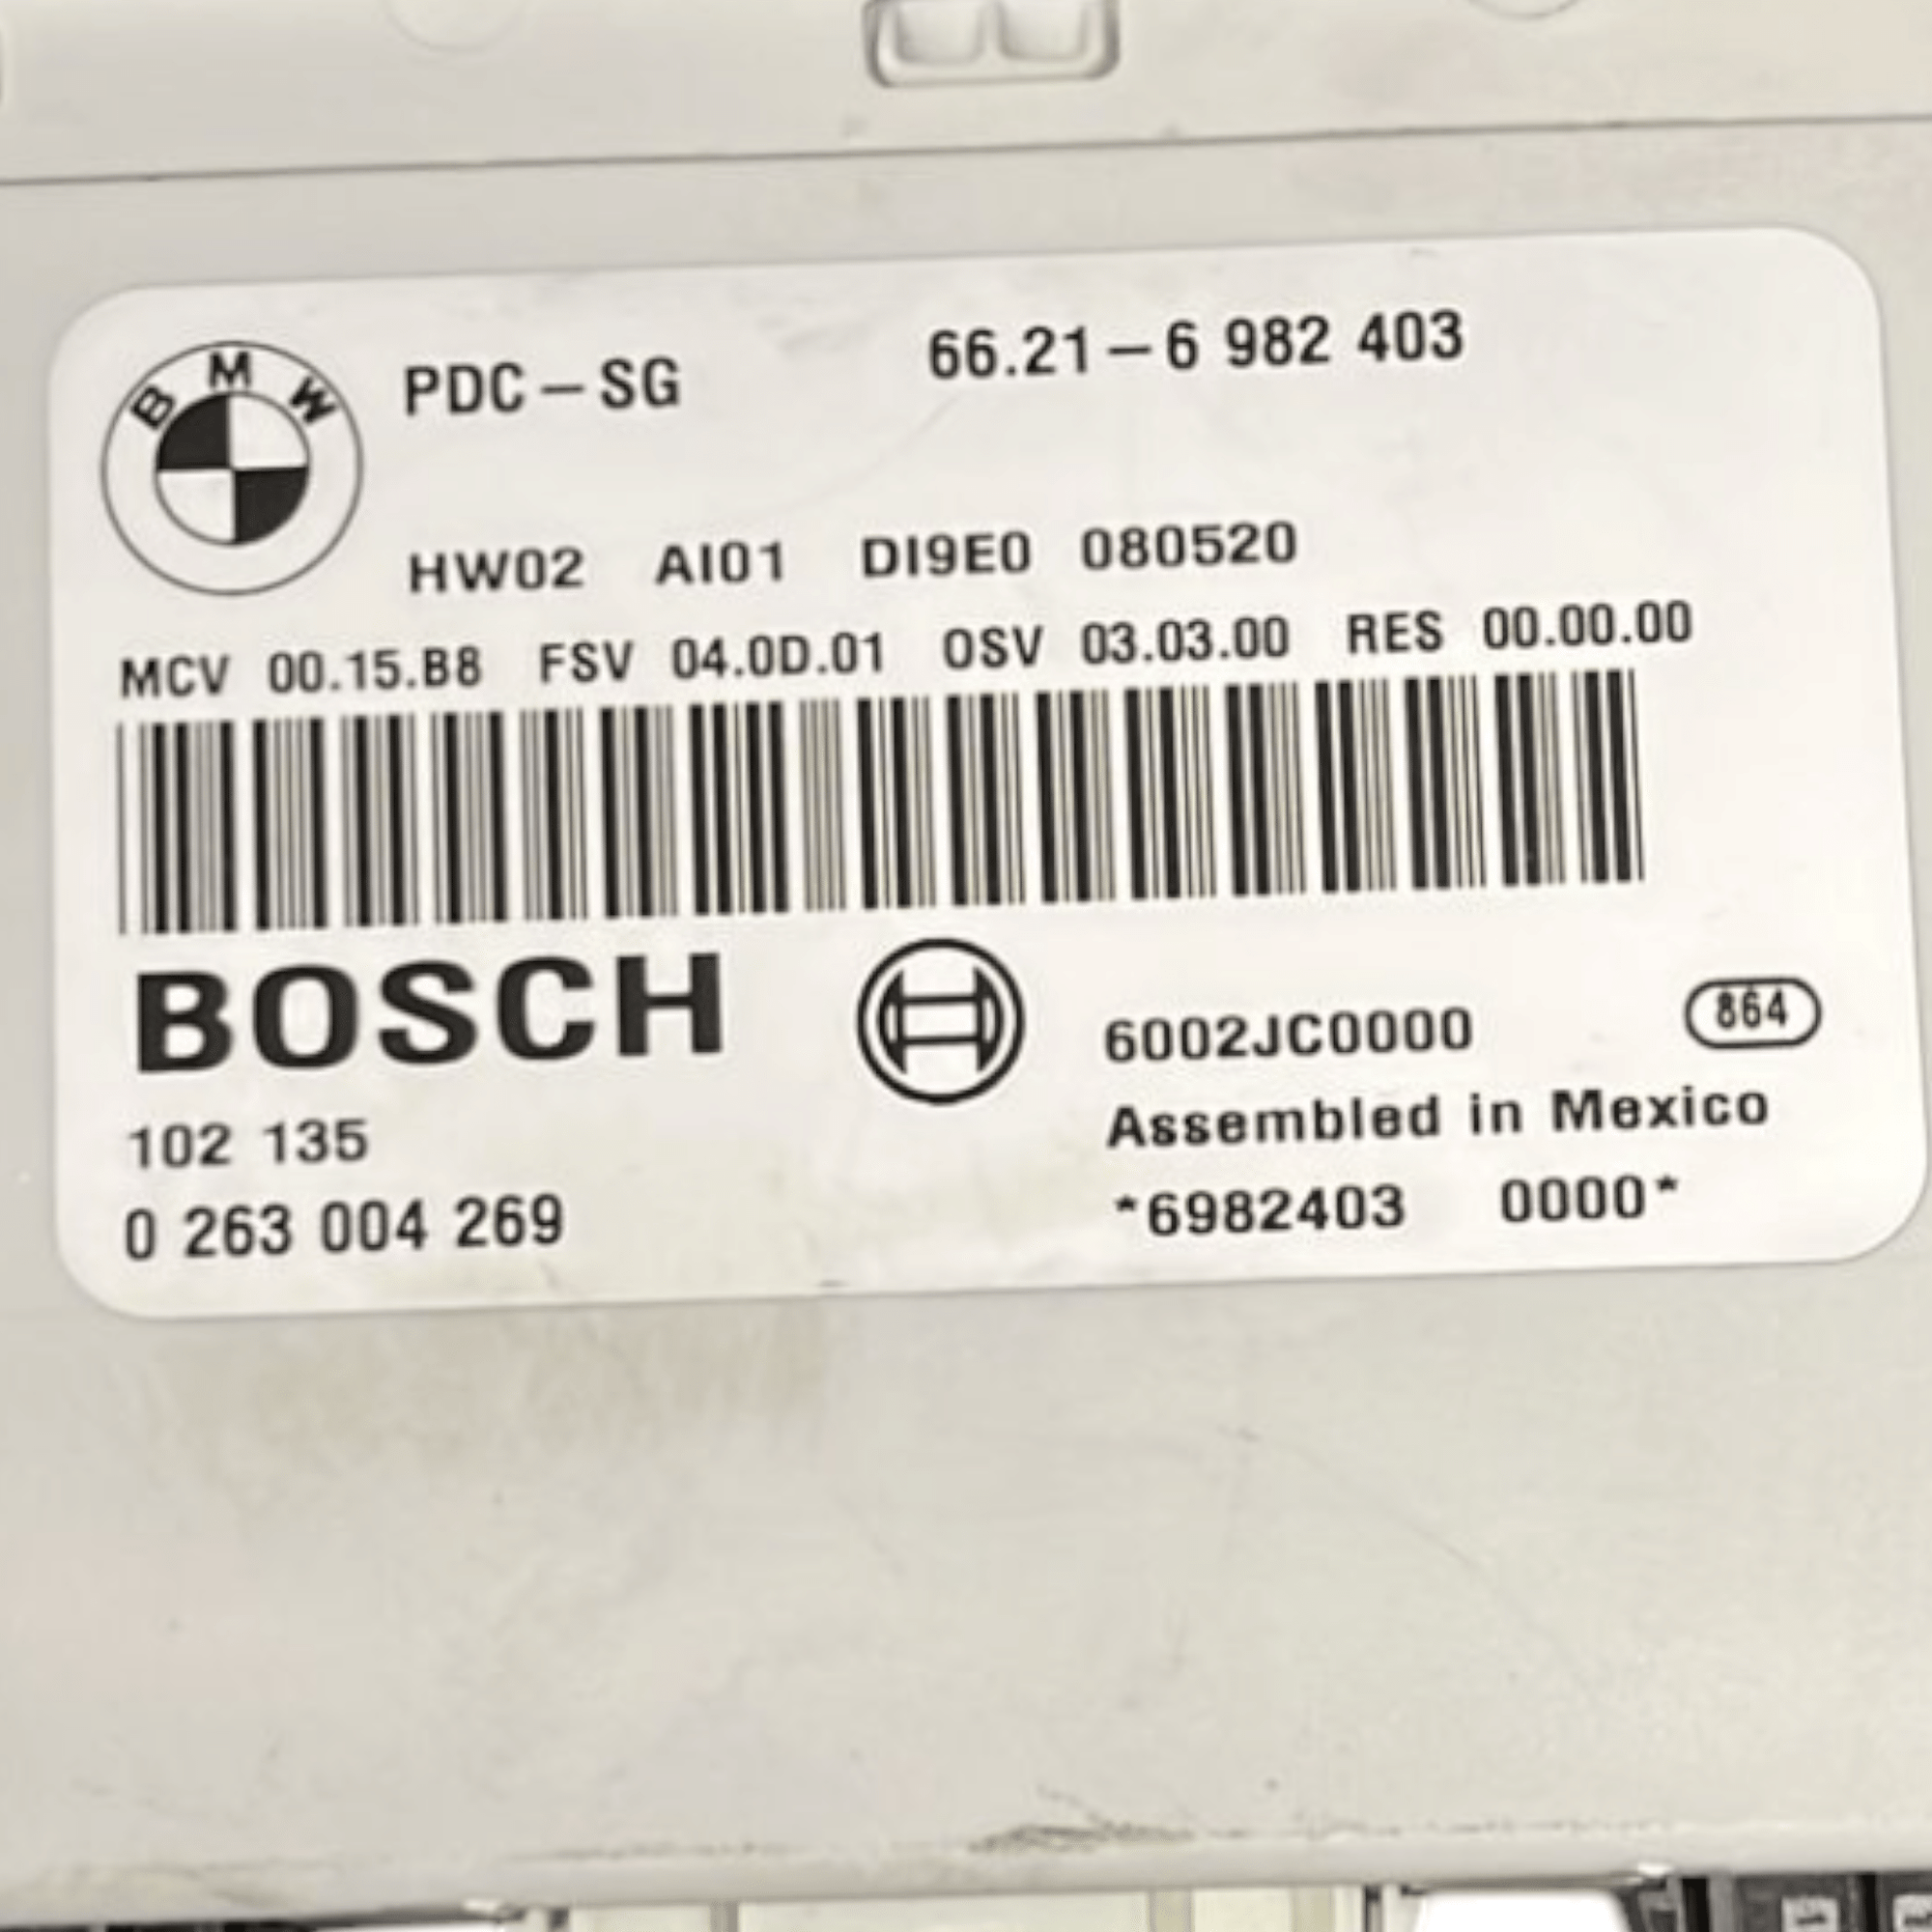 BMW
PDC-SG 66.21-6 982 403
HW02 AI01 DI9E0 080520
MCV 00.15.B8 FSV 04.0D.01 OSV 03.03.00 RES 00.00.00
BOSCH
6002JC0000 864
102 135
Assembled in Mexico
0 263 004 269
*6982403 0000*